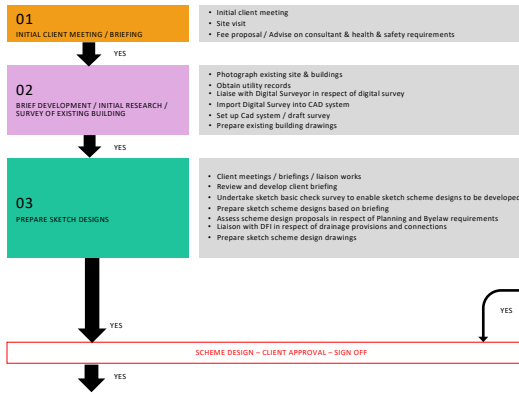 01
INITIAL CLIENT MEETING / BRIEFING
• Initial client meeting
• Site visit
• Fee proposal / Advise on consultant & health & safety requirements
YES
02
BRIEF DEVELOPMENT / INITIAL RESEARCH /
SURVEY OF EXISTING BUILDING
• Photograph existing site & buildings
• Obtain utility records
• Liaise with Digital Surveyor in respect of digital survey
• Import Digital Survey into CAD system
• Set up Cad system / draft survey
• Prepare existing building drawings
YES
03
PREPARE SKETCH DESIGNS
• Client meetings / briefings / liaison works
• Review and develop client briefing
• Undertake sketch basic check survey to enable sketch scheme designs to be developed
• Prepare sketch scheme designs based on briefing
• Assess scheme design proposals in respect of Planning and Byelaw requirements
• Liaison with DFI in respect of drainage provisions and connections
• Prepare sketch scheme design drawings
YES
YES
SCHEME DESIGN – CLIENT APPROVAL – SIGN OFF
YES